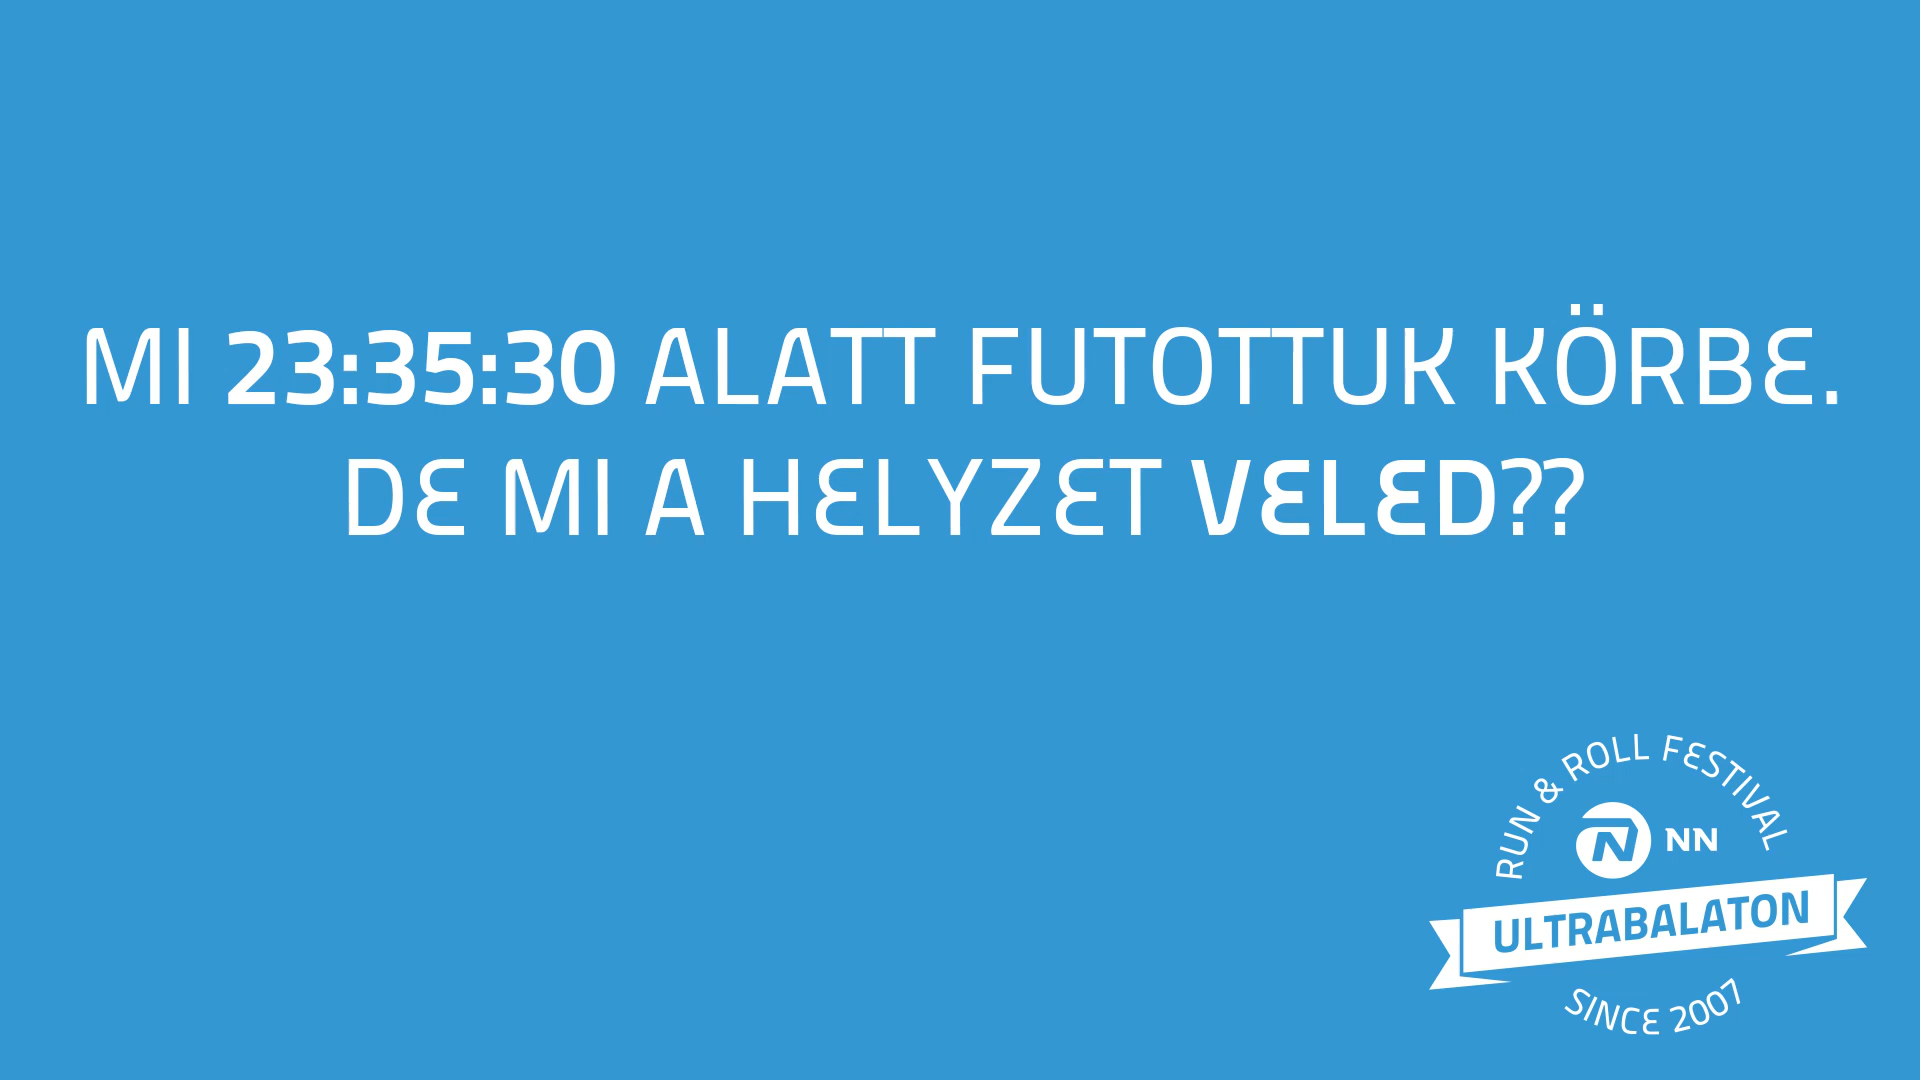 MI 23:35:30 ALATT FUTOTTUK KÖRBE.
DE MI A HELYZET VELED??
RUN & ROLL FESTIVAL
NN
ULTRABALATON
SINCE 2007